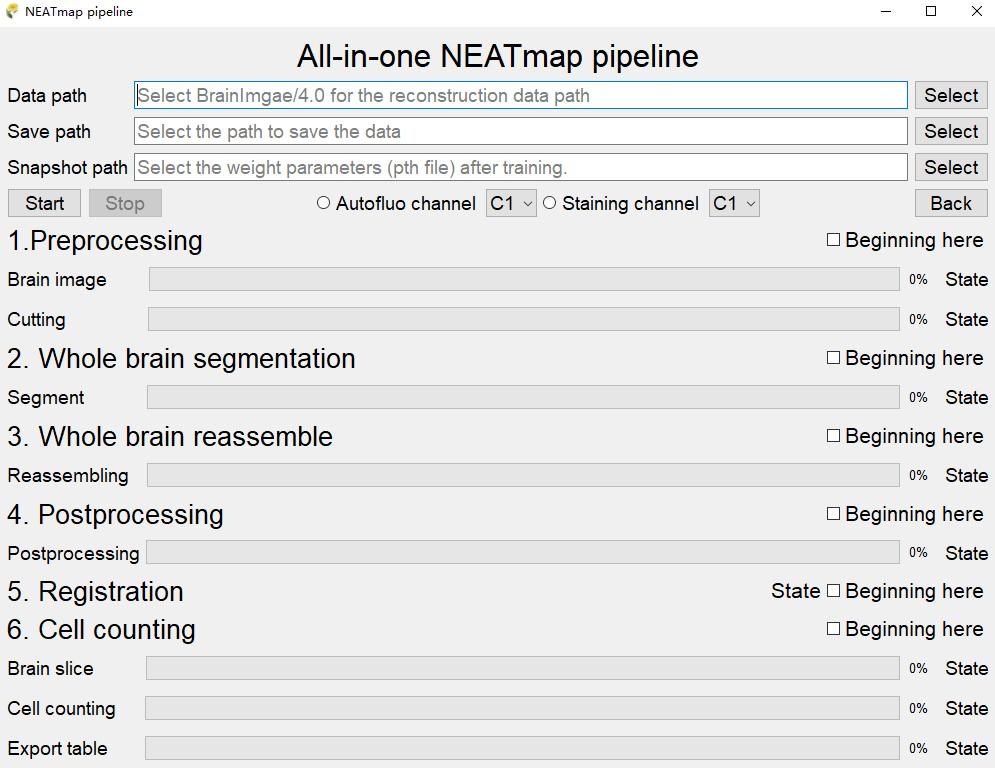 NEATmap pipeline
All-in-one NEATmap pipeline
Data path Select BrainImgae/4.0 for the reconstruction data path Select
Save path Select the path to save the data Select
Snapshot path Select the weight parameters (pth file) after training. Select
Start Stop Autofluo channel C1 Staining channel C1 Back
1.Preprocessing Beginning here
Brain image 0% State
Cutting 0% State
2. Whole brain segmentation Beginning here
Segment 0% State
3. Whole brain reassemble Beginning here
Reassembling 0% State
4. Postprocessing Beginning here
Postprocessing 0% State
5. Registration State Beginning here
6. Cell counting Beginning here
Brain slice 0% State
Cell counting 0% State
Export table 0% State